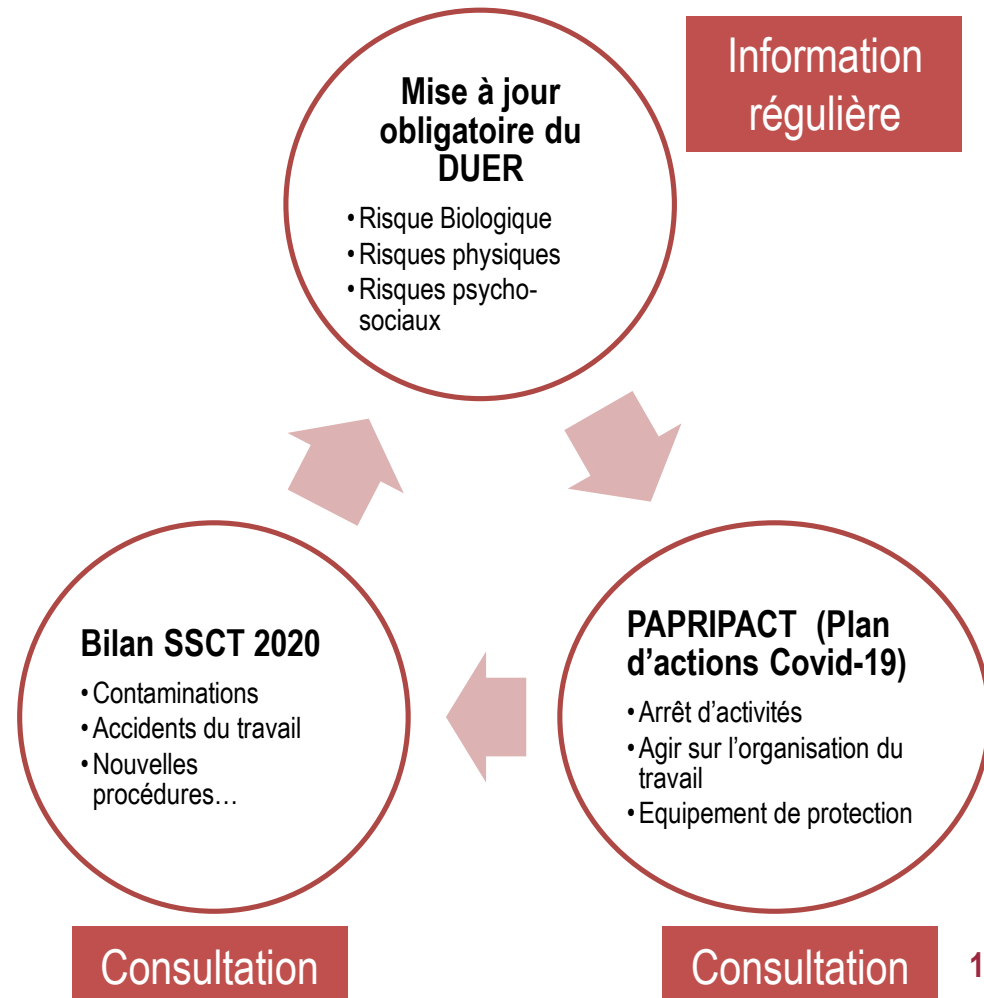 Mise à jour
obligatoire du
DUER
• Risque Biologique
• Risques physiques
• Risques psycho-
sociaux
Information
régulière
PAPRIPACT (Plan
d’actions Covid-19)
• Arrêt d’activités
• Agir sur l’organisation du
travail
• Equipement de protection
Consultation
Bilan SSCT 2020
• Contaminations
• Accidents du travail
• Nouvelles
procédures…
Consultation
1